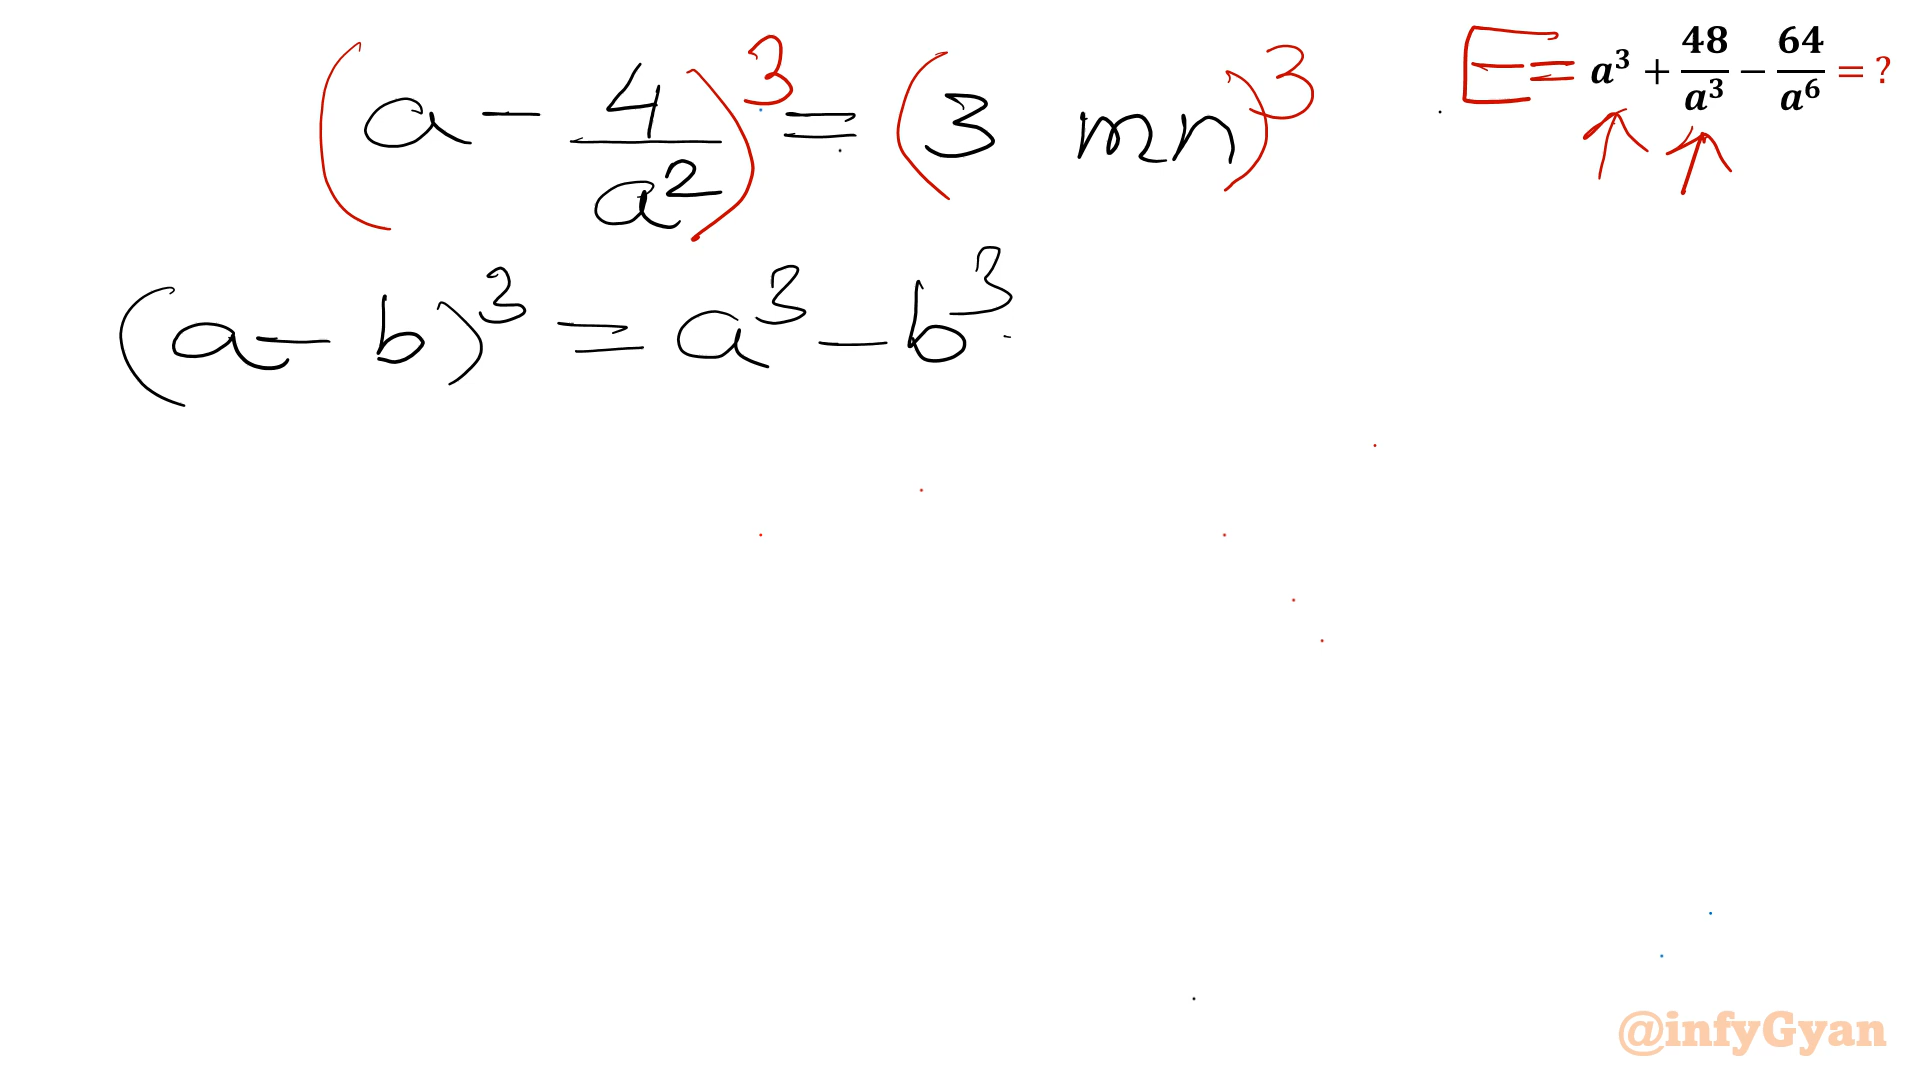 (a - 4/a²)³ = (3 mn)³
E = a³ + 48/a³ - 64/a⁶ = ?
(a - b)³ = a³ - b³
@infyGyan